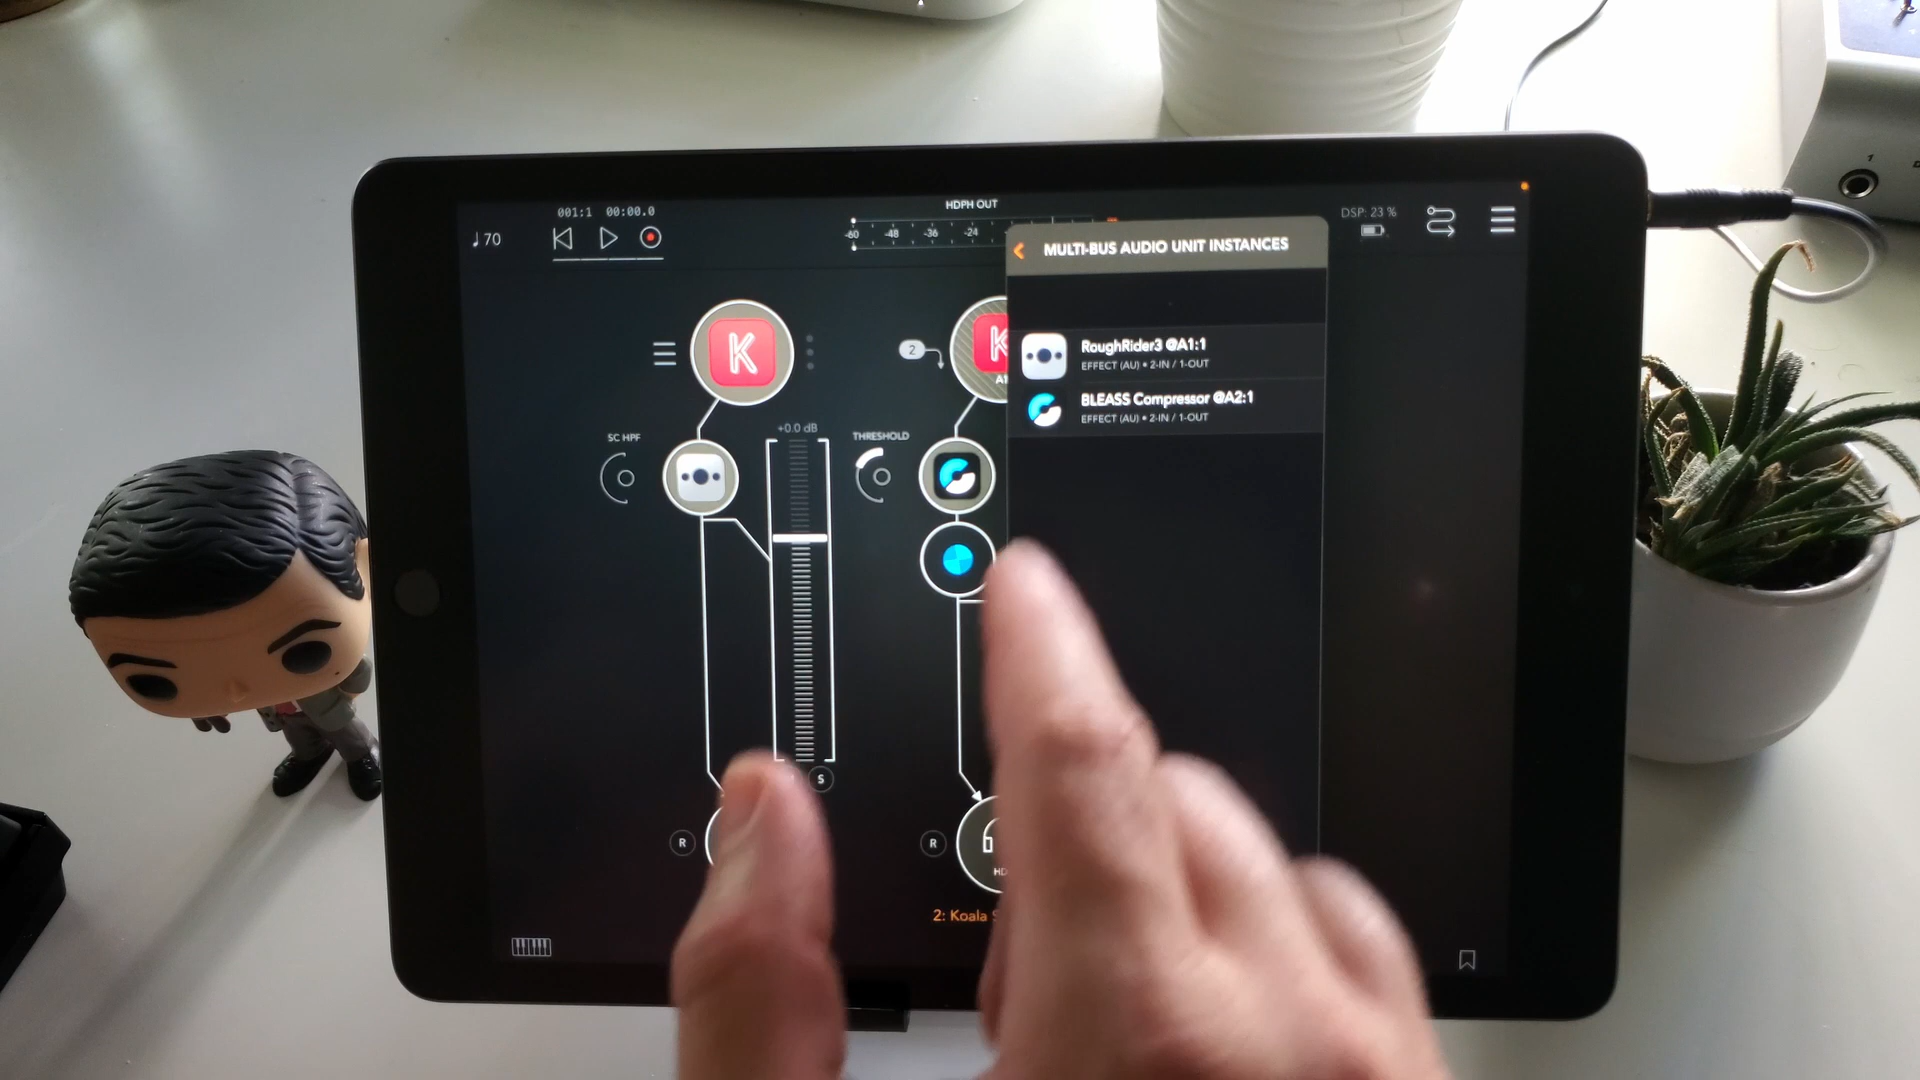 70
001:1 00:00.0
HDPH OUT
-60 -48 -36 -24
DSP: 23 %
1
MULTI-BUS AUDIO UNIT INSTANCES
RoughRider3 @A1:1
EFFECT (AU) • 2-IN / 1-OUT
BLEASS Compressor @A2:1
EFFECT (AU) • 2-IN / 1-OUT
K
2
K
SC HPF
+0.0 dB
THRESHOLD
S
R
R
2: Koala